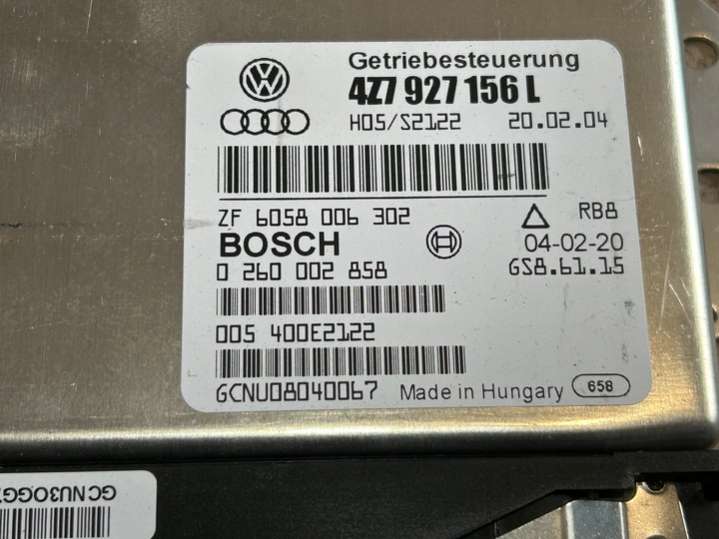 Getriebesteuerung
4Z7 927 156 L
H05/S2122 20.02.04
ZF 6058 006 302 RB8
BOSCH 04-02-20
0 260 002 858 GS8.61.15
005 400E2122
GCNU08040067 Made in Hungary 658